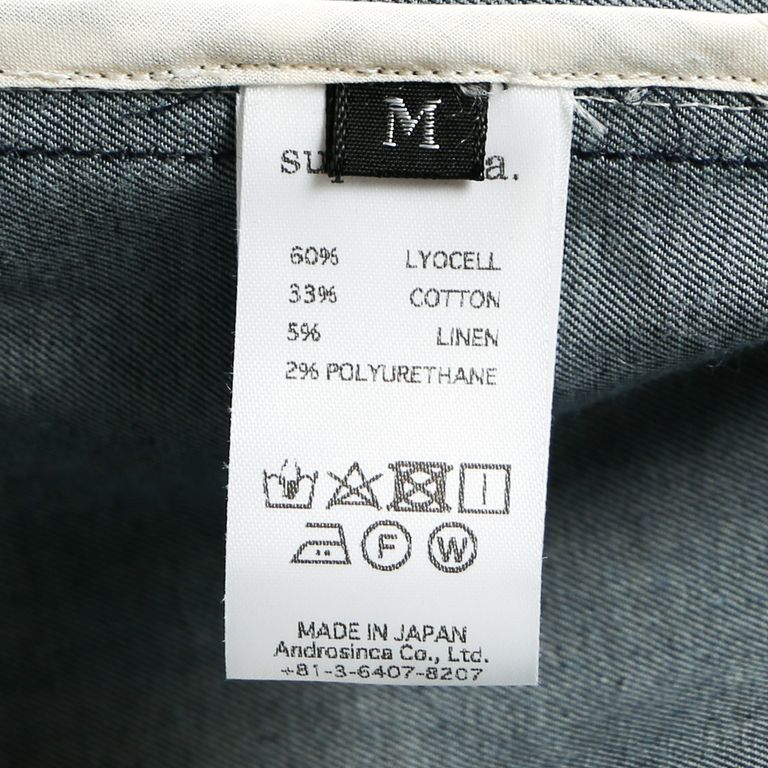 M
60% LYOCELL
33% COTTON
5% LINEN
2% POLYURETHANE
F W
MADE IN JAPAN
Androsinca Co., Ltd.
+81-3-6407-8207